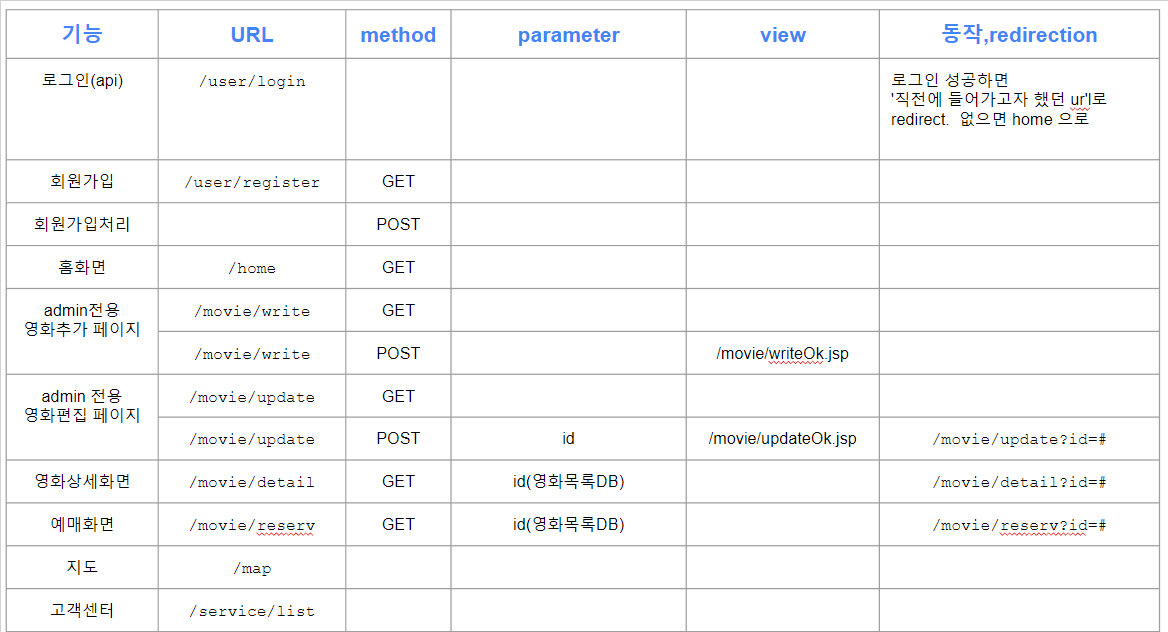 기능 URL method parameter view 동작,redirection
로그인(api) /user/login 로그인 성공하면
'직전에 들어가고자 했던 ur'l로
redirect. 없으면 home 으로
회원가입 /user/register GET
회원가입처리 POST
홈화면 /home GET
admin전용
영화추가 페이지
/movie/write GET
/movie/write POST /movie/writeOk.jsp
admin 전용
영화편집 페이지
/movie/update GET
/movie/update POST id /movie/updateOk.jsp /movie/update?id=#
영화상세화면 /movie/detail GET id(영화목록DB) /movie/detail?id=#
예매화면 /movie/reserv GET id(영화목록DB) /movie/reserv?id=#
지도 /map
고객센터 /service/list